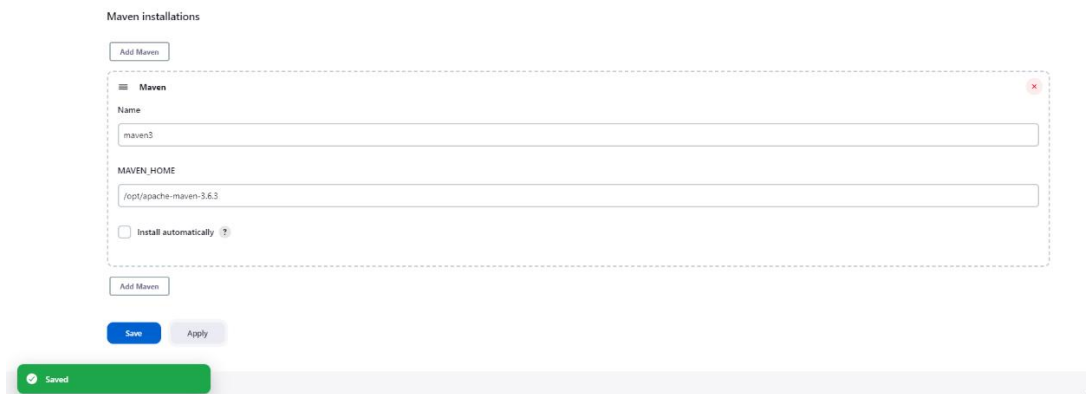 Maven installations
Add Maven
Maven
Name
maven3
MAVEN_HOME
/opt/apache-maven-3.6.3
Install automatically ?
Add Maven
Save Apply
Saved